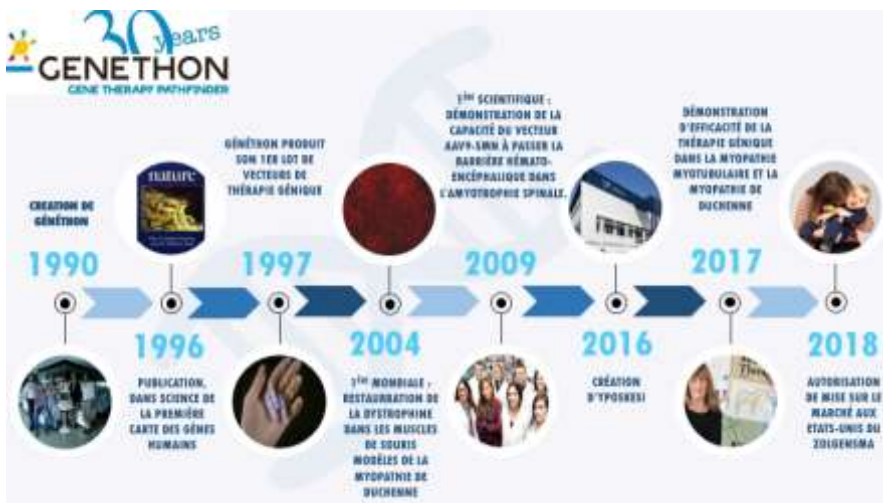 30 years
GENETHON
GENE THERAPY PATHFINDER
CREATION DE
GÉNÉTHON
1990
nature
1996
PUBLICATION,
DANS SCIENCE DE
LA PREMIÈRE
CARTE DES GÈNES
HUMAINS
GÉNÉTHON PRODUIT
SON 1ER LOT DE
VECTEURS DE
THÉRAPIE GÉNIQUE
1997
2004
1ÈRE MONDIALE :
RESTAURATION DE
LA DYSTROPHINE
DANS LES MUSCLES
DE SOURIS
MODÈLES DE LA
MYOPATHIE DE
DUCHENNE
1ÈRE SCIENTIFIQUE :
DÉMONSTRATION DE LA
CAPACITÉ DU VECTEUR
AAV9-SMN À PASSER LA
BARRIÈRE HÉMATO-
ENCÉPHALIQUE DANS
L'AMYOTROPHIE SPINALE.
2009
2016
CRÉATION
D'YPOSKESI
DÉMONSTRATION
D'EFFICACITÉ DE LA
THÉRAPIE GÉNIQUE
DANS LA MYOPATHIE
MYOTUBULAIRE ET LA
MYOPATHIE DE
DUCHENNE
2017
2018
AUTORISATION
DE MISE SUR LE
MARCHÉ AUX
ETATS-UNIS DU
ZOLGENSMA